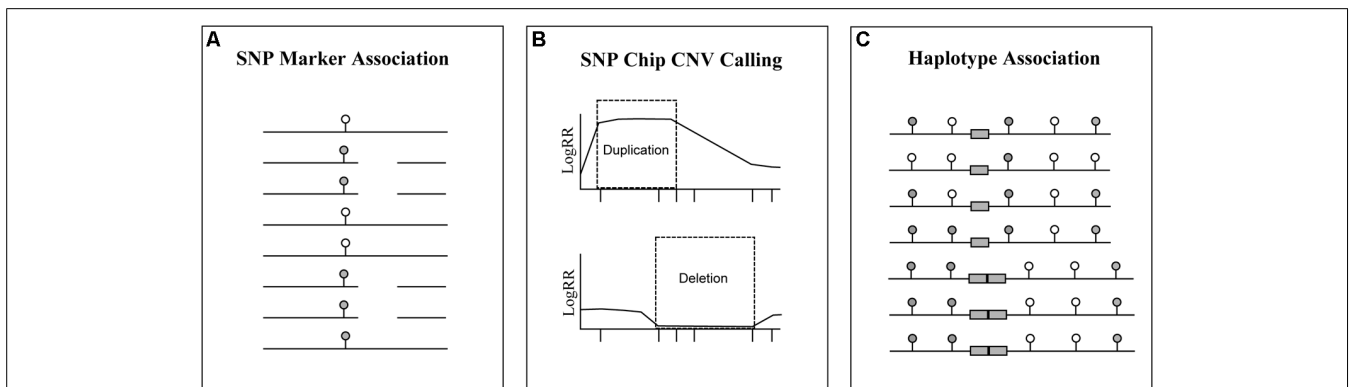 A
SNP Marker Association
B
SNP Chip CNV Calling
LogRR
Duplication
LogRR
Deletion
C
Haplotype Association